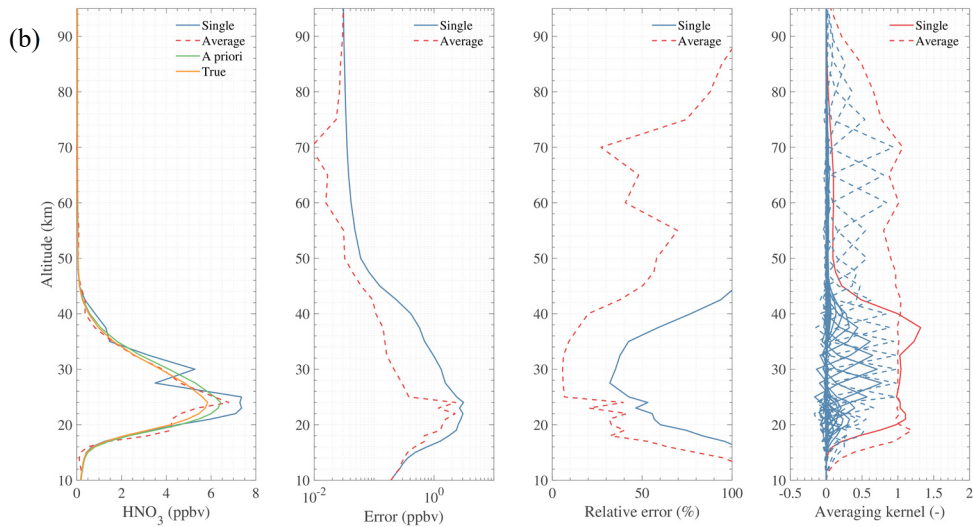 (b)
Single
Average
A priori
True
Single
Average
Single
Average
Single
Average
90
80
70
60
50
40
30
20
10
90
80
70
60
50
40
30
20
10
90
80
70
60
50
40
30
20
10
90
80
70
60
50
40
30
20
10
Altitude (km)
0 2 4 6 8
10⁻² 10⁰
0 50 100
-0.5 0 0.5 1 1.5 2
HNO₃ (ppbv)
Error (ppbv)
Relative error (%)
Averaging kernel (-)